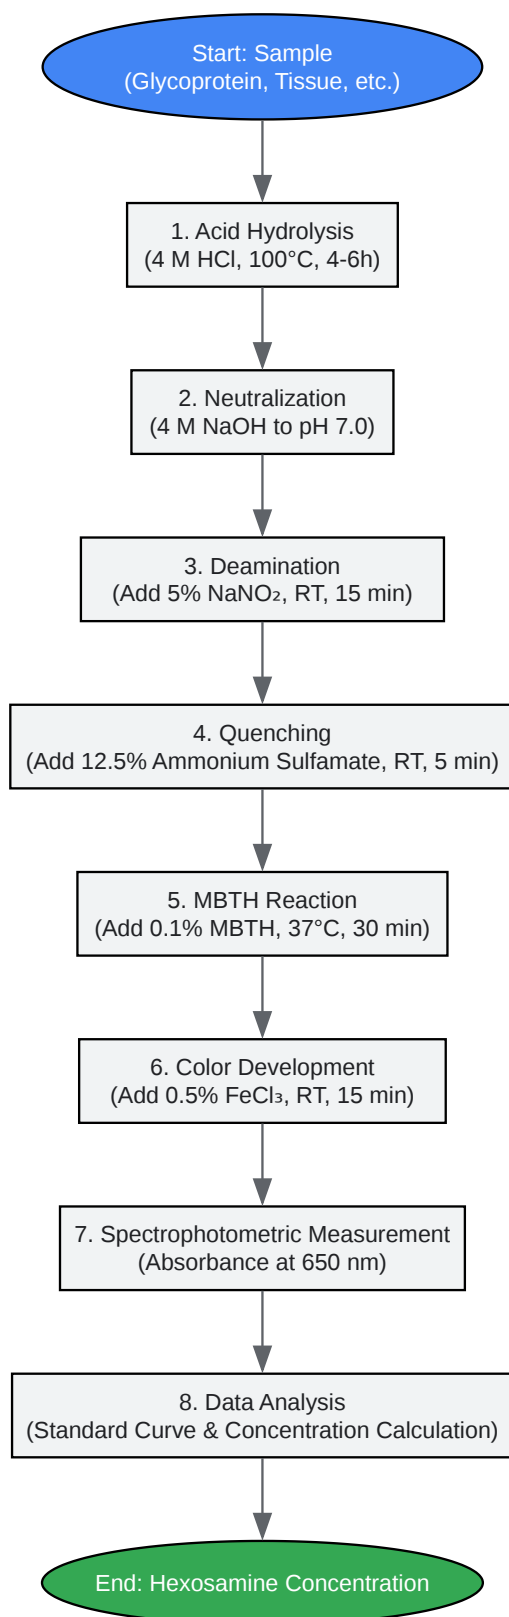 Start: Sample
(Glycoprotein, Tissue, etc.)
1. Acid Hydrolysis
(4 M HCl, 100°C, 4-6h)
2. Neutralization
(4 M NaOH to pH 7.0)
3. Deamination
(Add 5% NaNO₂, RT, 15 min)
4. Quenching
(Add 12.5% Ammonium Sulfamate, RT, 5 min)
5. MBTH Reaction
(Add 0.1% MBTH, 37°C, 30 min)
6. Color Development
(Add 0.5% FeCl₃, RT, 15 min)
7. Spectrophotometric Measurement
(Absorbance at 650 nm)
8. Data Analysis
(Standard Curve & Concentration Calculation)
End: Hexosamine Concentration